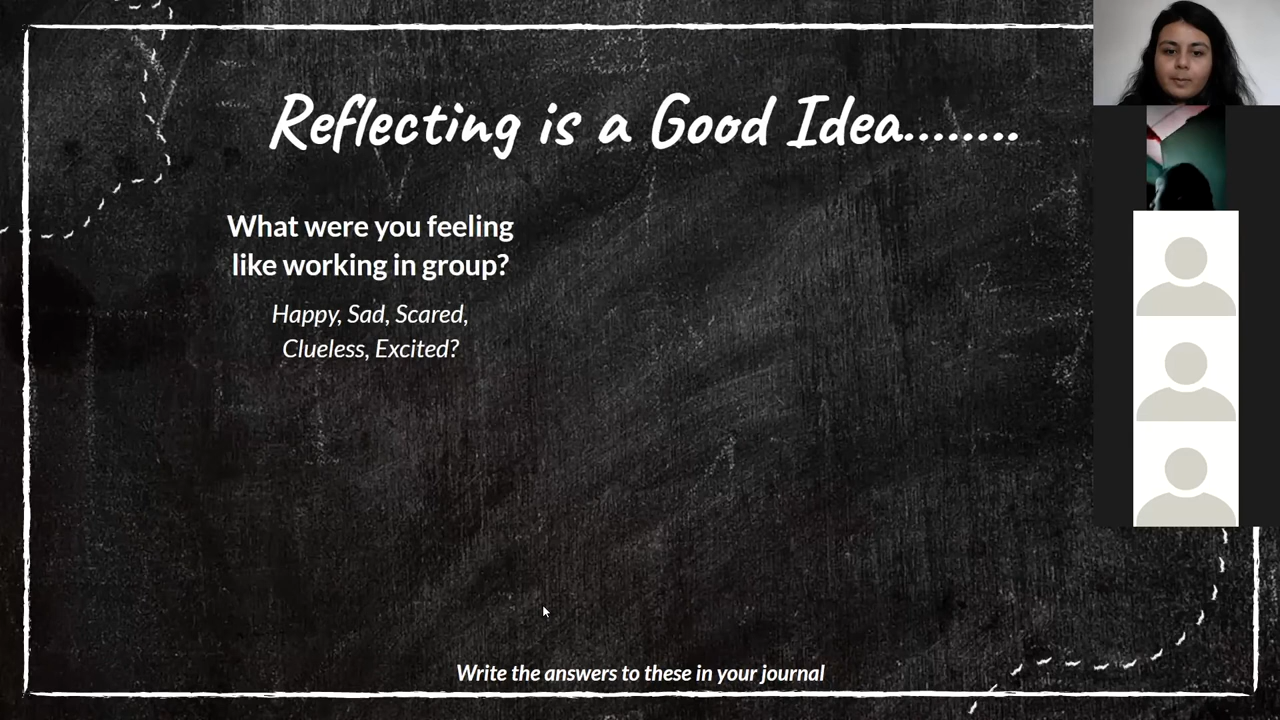 Reflecting is a Good Idea........
What were you feeling
like working in group?
Happy, Sad, Scared,
Clueless, Excited?
Write the answers to these in your journal